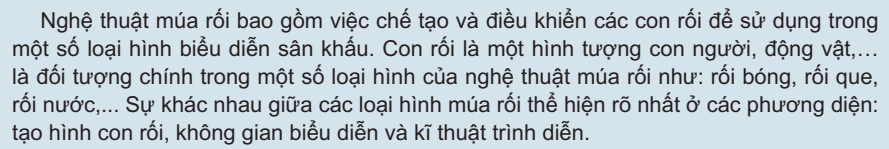 Nghệ thuật múa rối bao gồm việc chế tạo và điều khiển các con rối để sử dụng trong
một số loại hình biểu diễn sân khấu. Con rối là một hình tượng con người, động vật,...
là đối tượng chính trong một số loại hình của nghệ thuật múa rối như: rối bóng, rối que,
rối nước,... Sự khác nhau giữa các loại hình múa rối thể hiện rõ nhất ở các phương diện:
tạo hình con rối, không gian biểu diễn và kĩ thuật trình diễn.